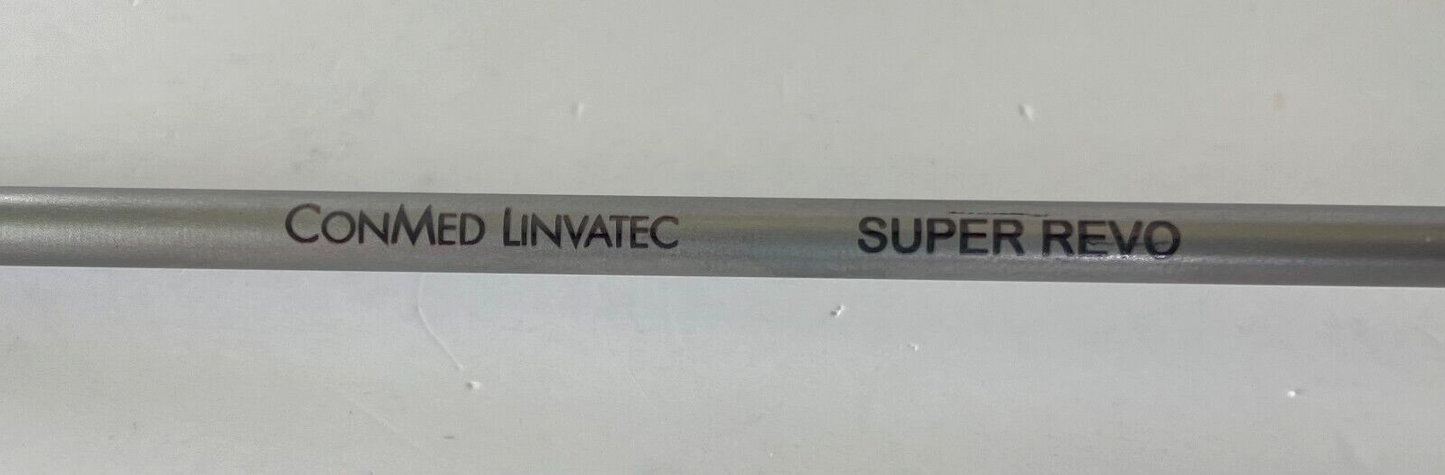 CONMED LINVATEC SUPER REVO